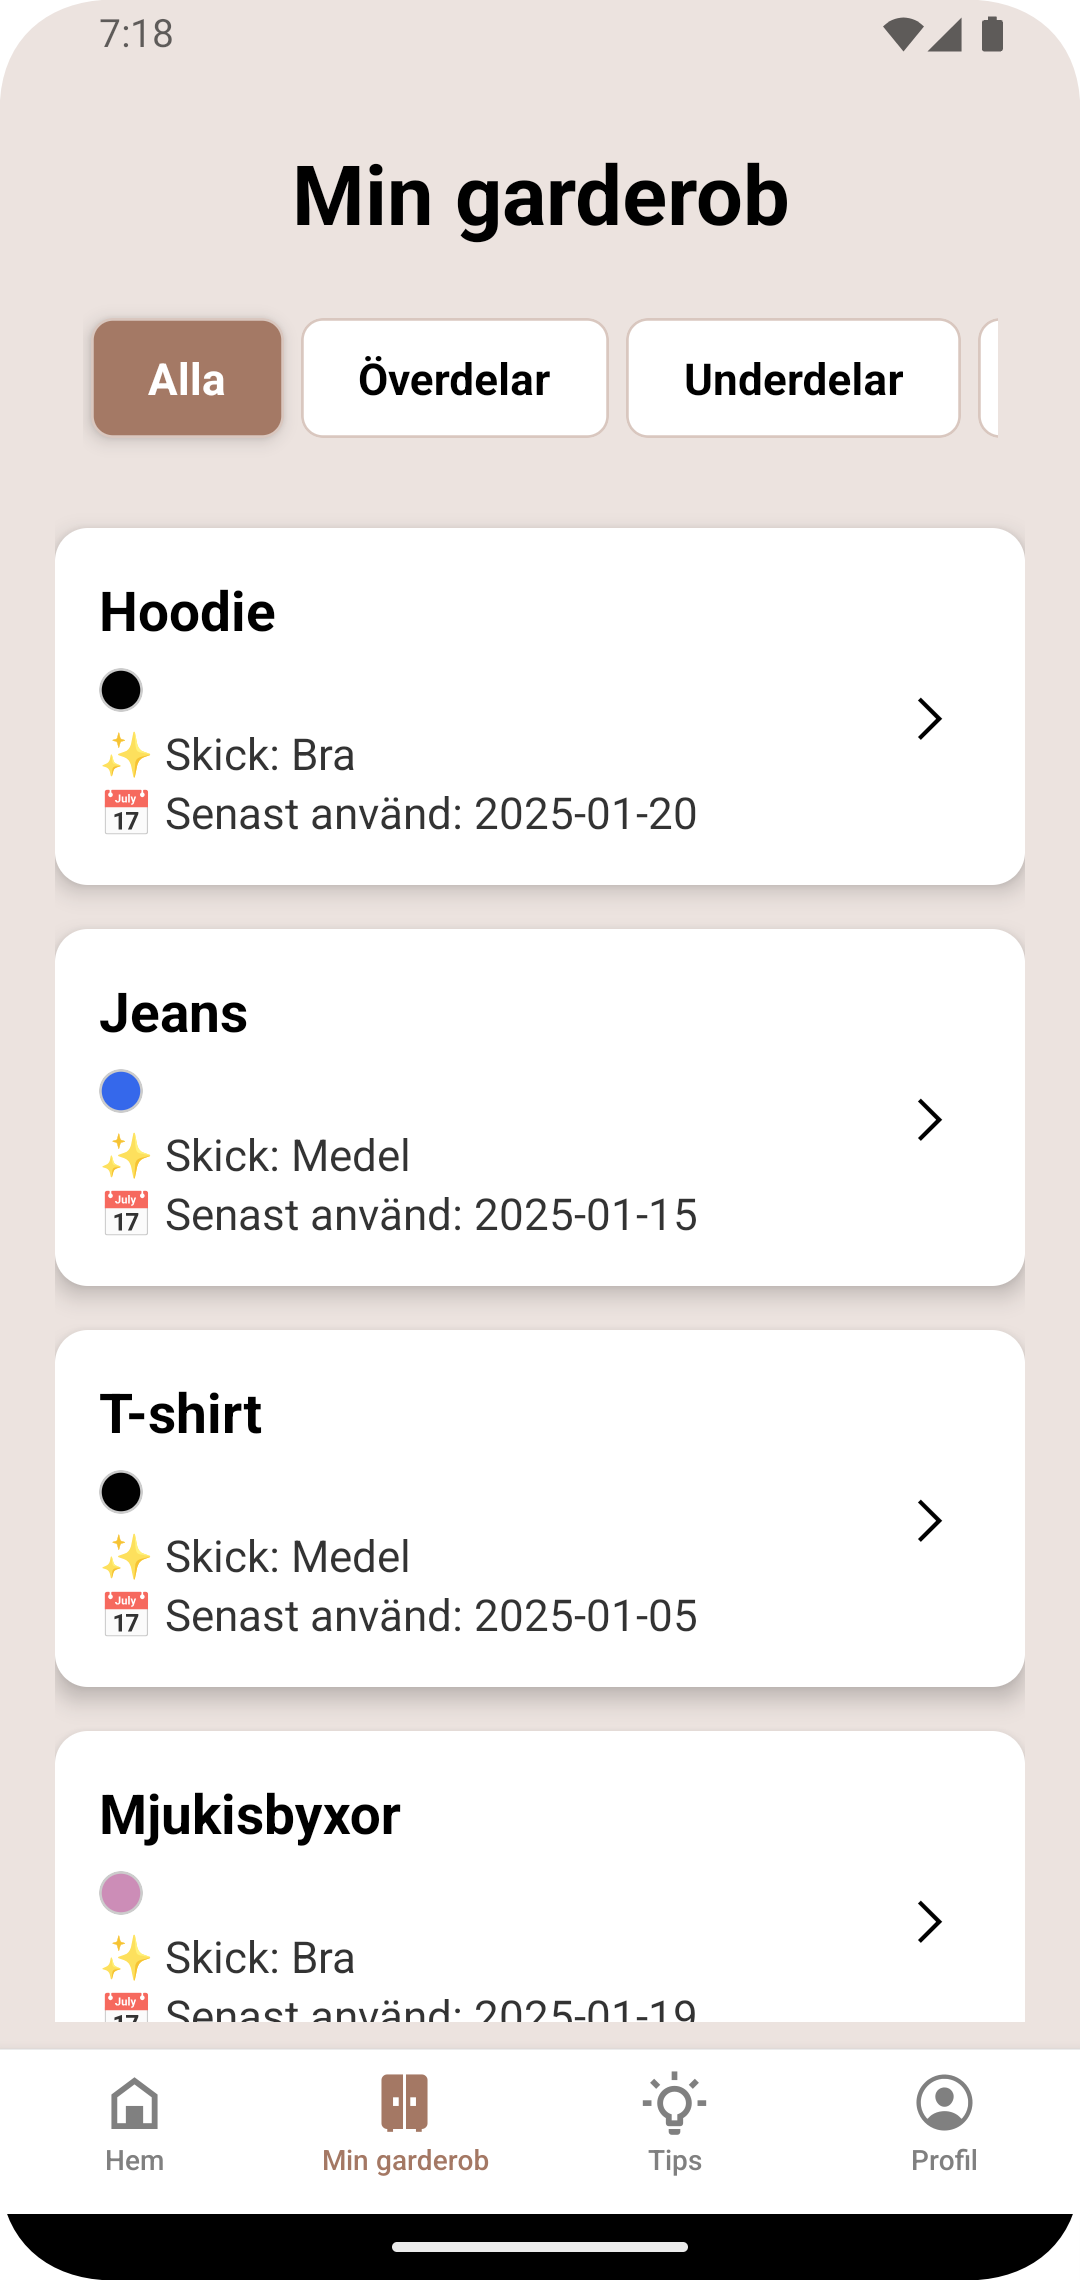 7:18
Min garderob
Alla
Överdelar
Underdelar
Hoodie
✨ Skick: Bra
📅 Senast använd: 2025-01-20
Jeans
✨ Skick: Medel
📅 Senast använd: 2025-01-15
T-shirt
✨ Skick: Medel
📅 Senast använd: 2025-01-05
Mjukisbyxor
✨ Skick: Bra
📅 Senast använd: 2025-01-19
Hem
Min garderob
Tips
Profil